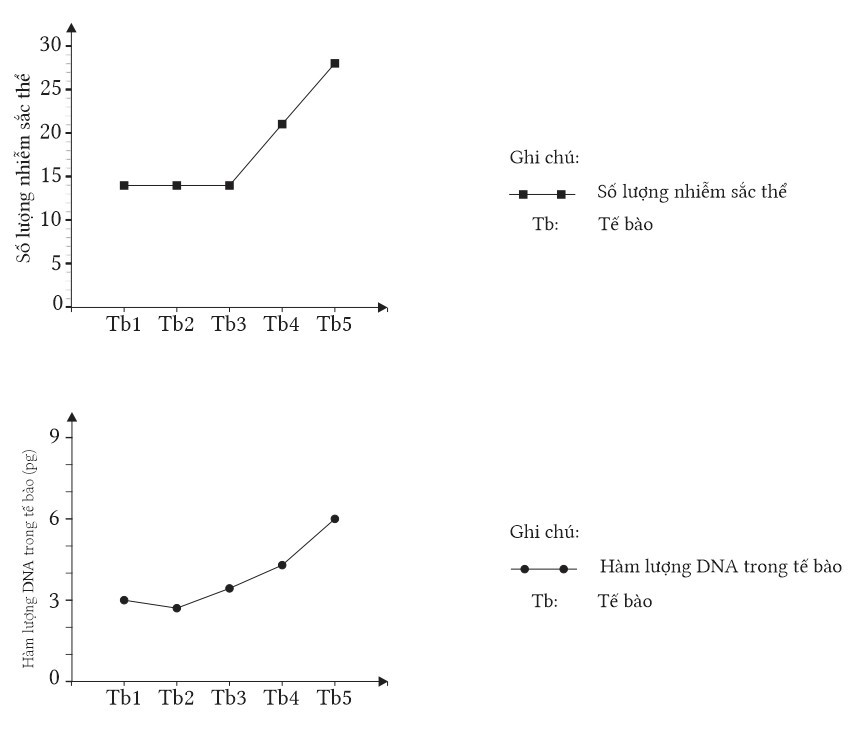 Số lượng nhiễm sắc thể
30
25
20
15
10
5
0
Tb1 Tb2 Tb3 Tb4 Tb5
Ghi chú:
Số lượng nhiễm sắc thể
Tb: Tế bào
Hàm lượng DNA trong tế bào (pg)
9
6
3
0
Tb1 Tb2 Tb3 Tb4 Tb5
Ghi chú:
Hàm lượng DNA trong tế bào
Tb: Tế bào